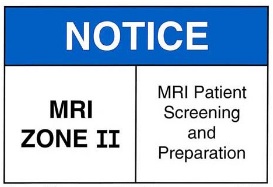 NOTICE
MRI
ZONE II
MRI Patient
Screening
and
Preparation